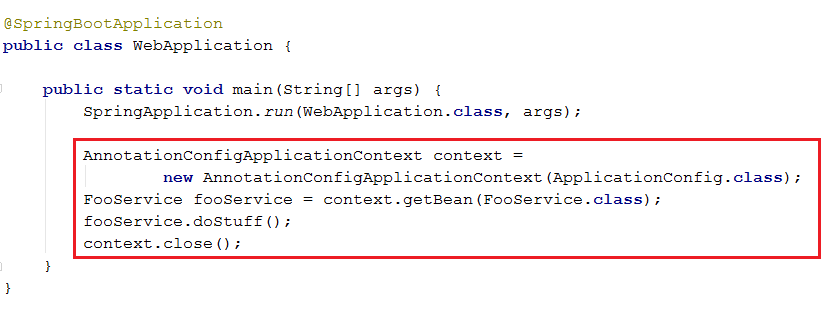 @SpringBootApplication
public class WebApplication {
public static void main(String[] args) {
SpringApplication.run(WebApplication.class, args);
AnnotationConfigApplicationContext context =
new AnnotationConfigApplicationContext(ApplicationConfig.class);
FooService fooService = context.getBean(FooService.class);
fooService.doStuff();
context.close();
}
}